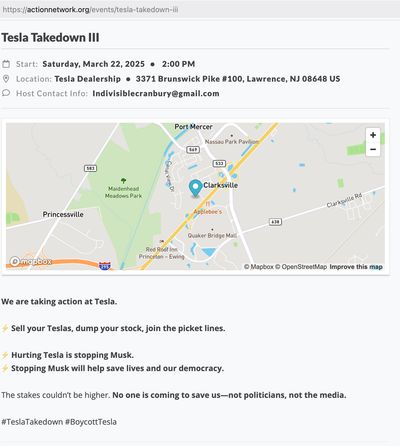 https://actionnetwork.org/events/tesla-takedown-iii
Tesla Takedown III
Start: Saturday, March 22, 2025 • 2:00 PM
Location: Tesla Dealership • 3371 Brunswick Pike #100, Lawrence, NJ 08648 US
Host Contact Info: Indivisiblecranbury@gmail.com
Port Mercer
Nassau Park Pavilion
569
583
533
+
−
Clarksville
Maidenhead
Meadows Park
Applebee's
Clarksville Rd
Princessville
638
Quaker Bridge Mall
Red Roof Inn
Princeton – Ewing
mapbox
295
© Mapbox © OpenStreetMap Improve this map
We are taking action at Tesla.
⚡ Sell your Teslas, dump your stock, join the picket lines.
⚡ Hurting Tesla is stopping Musk.
⚡ Stopping Musk will help save lives and our democracy.
The stakes couldn't be higher. No one is coming to save us—not politicians, not the media.
#TeslaTakedown #BoycottTesla